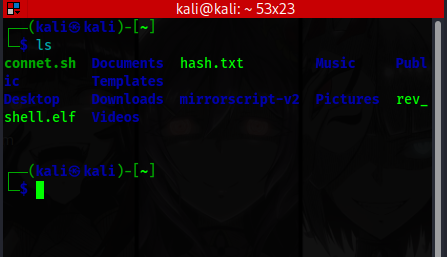 kali@kali: ~ 53x23
┌──(kali㉿kali)-[~]
└─$ ls
connet.sh  Documents  hash.txt         Music     Publ
ic         Templates
Desktop    Downloads  mirrorscript-v2  Pictures  rev_
shell.elf  Videos
┌──(kali㉿kali)-[~]
└─$